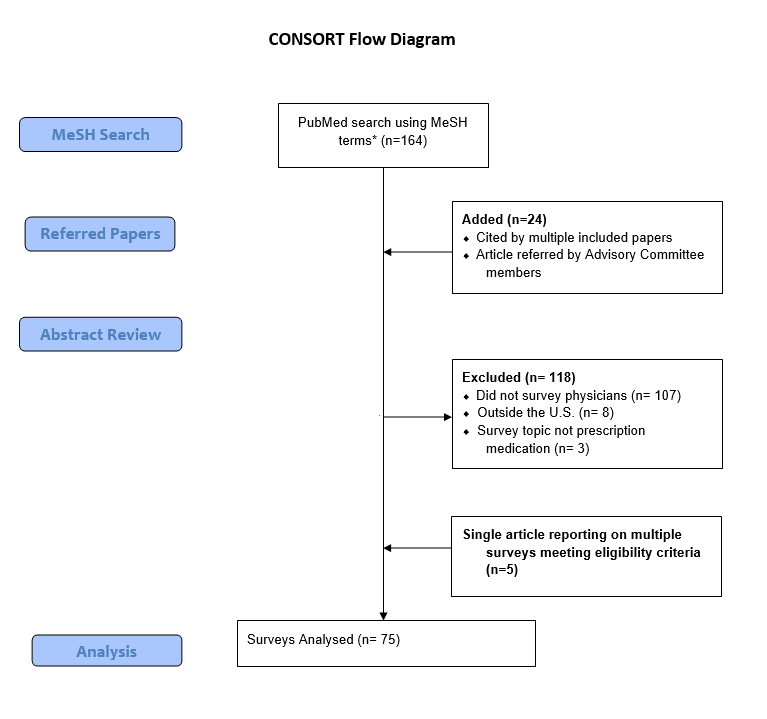 CONSORT Flow Diagram
MeSH Search
PubMed search using MeSH
terms* (n=164)
Referred Papers
Added (n=24)
⬥ Cited by multiple included papers
⬥ Article referred by Advisory Committee
members
Abstract Review
Excluded (n= 118)
⬥ Did not survey physicians (n= 107)
⬥ Outside the U.S. (n= 8)
⬥ Survey topic not prescription
medication (n= 3)
Single article reporting on multiple
surveys meeting eligibility criteria
(n=5)
Analysis
Surveys Analysed (n= 75)